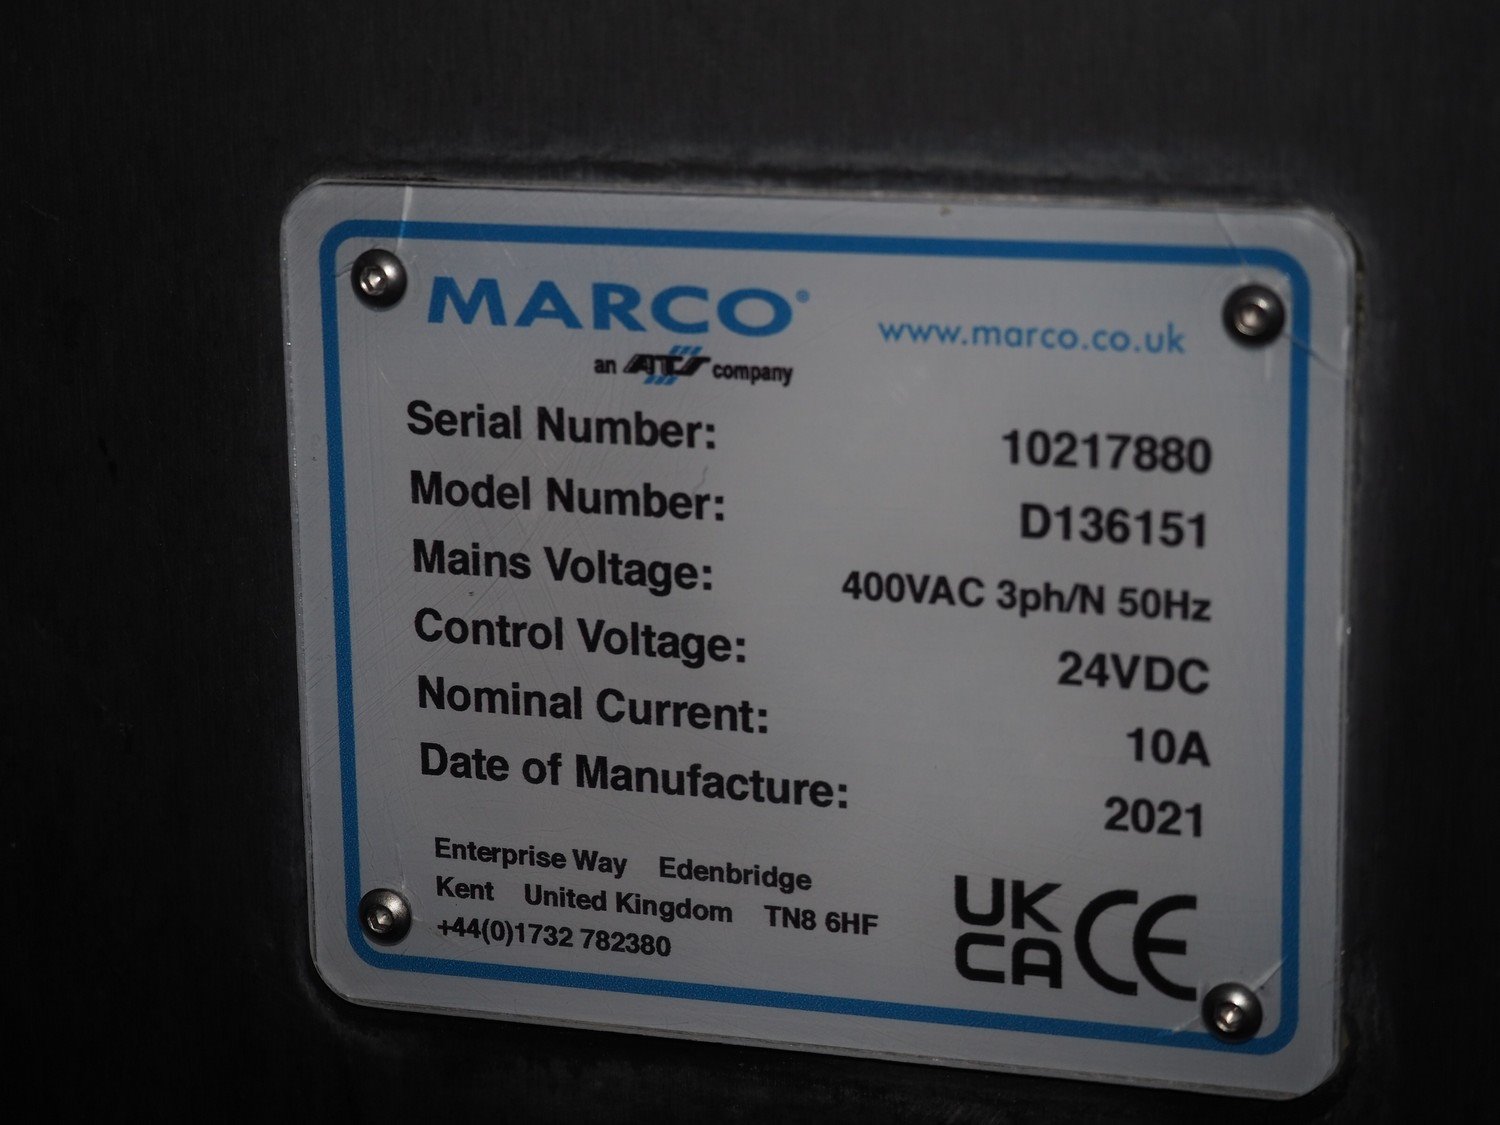 MARCO®
www.marco.co.uk
an ATS company
Serial Number: 10217880
Model Number: D136151
Mains Voltage: 400VAC 3ph/N 50Hz
Control Voltage: 24VDC
Nominal Current: 10A
Date of Manufacture: 2021
Enterprise Way Edenbridge
Kent United Kingdom TN8 6HF
+44(0)1732 782380
UK
CA CE